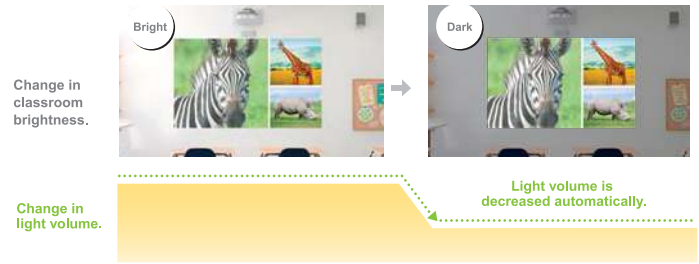 Bright
Dark
Change in
classroom
brightness.
Change in
light volume.
Light volume is
decreased automatically.